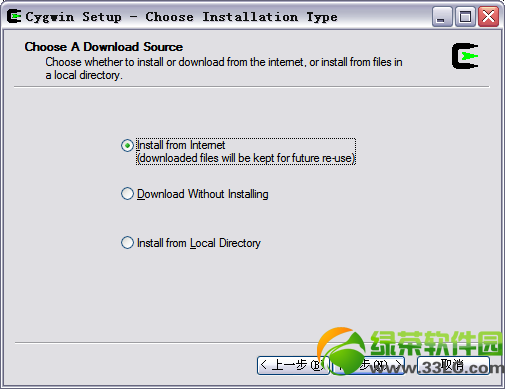 Cygwin Setup - Choose Installation Type
Choose A Download Source
Choose whether to install or download from the internet, or install from files in
a local directory.
Install from Internet
(downloaded files will be kept for future re-use)
Download Without Installing
Install from Local Directory
绿茶软件园
< 上一步(B) 步(N) > 取消
www.33LC.com